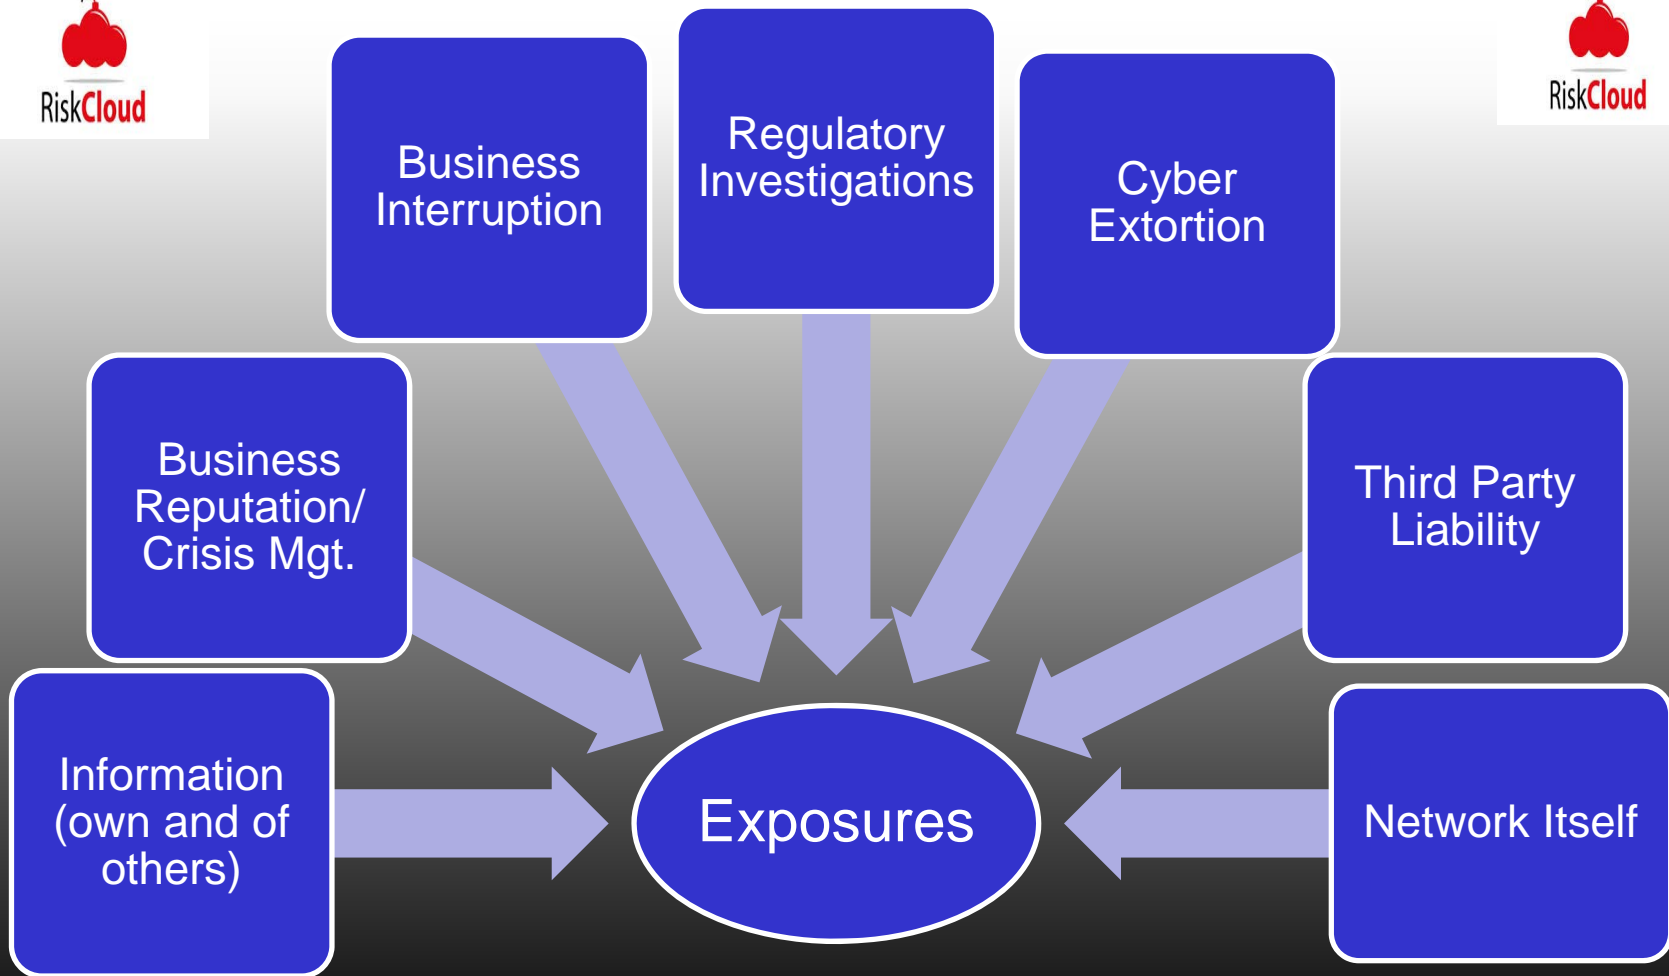 RiskCloud
RiskCloud
Regulatory
Investigations
Business
Interruption
Cyber
Extortion
Business
Reputation/
Crisis Mgt.
Third Party
Liability
Information
(own and of
others)
Exposures
Network Itself